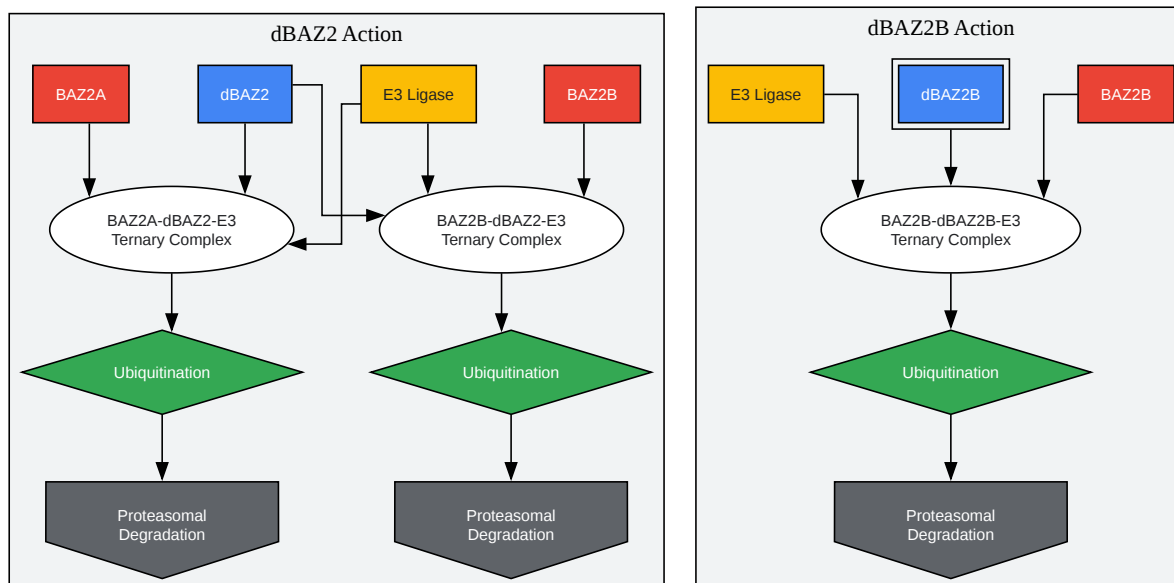 dBAZ2 Action
BAZ2A
dBAZ2
E3 Ligase
BAZ2B
BAZ2A-dBAZ2-E3
Ternary Complex
BAZ2B-dBAZ2-E3
Ternary Complex
Ubiquitination
Ubiquitination
Proteasomal
Degradation
Proteasomal
Degradation
dBAZ2B Action
E3 Ligase
dBAZ2B
BAZ2B
BAZ2B-dBAZ2B-E3
Ternary Complex
Ubiquitination
Proteasomal
Degradation